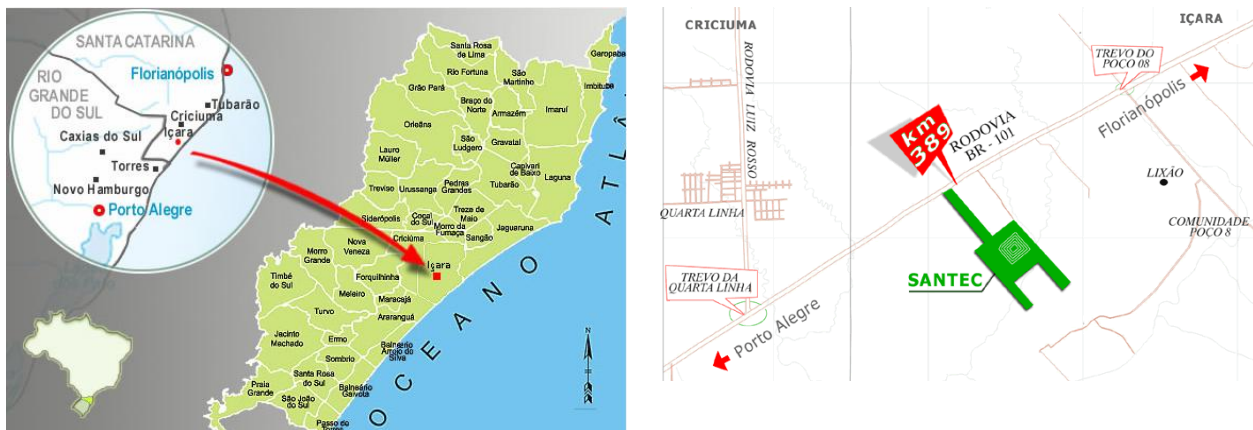 SANTA CATARINA
Florianópolis
RIO
GRANDE
DO SUL
Tubarão
Criciuma
Içara
Caxias do Sul
Torres
Novo Hamburgo
Porto Alegre
Santa Rosa
de Lima
Garopaba
Rio Fortuna
São
Martinho
Imbituba
Grão Pará
Braço do
Norte
Armazém
Imaruí
Orleãns
São
Ludgero
Gravatal
Lauro
Müller
Capivari
de Baixo
Treviso
Urussanga
Pedras
Grandes
Tubarão
Laguna
Siderópolis
Cocal
do Sul
Treze de
Maio
Morro da
Fumaça
Jaguaruna
Criciúma
Sangão
Nova
Veneza
Morro
Grande
Içara
Timbé
do Sul
Forquilhinha
Meleiro
Maracajá
Turvo
Araranguá
Jacinto
Machado
Ermo
Balneário
Arroio do
Silva
Sombrio
Santa Rosa
do Sul
Praia
Grande
Balneário
Gaivota
São João
do Sul
Passo de
Torres
OCEANO ATLÂ
N
CRICIUMA
IÇARA
RODOVIA LUIZ ROSSO
TREVO DO
POÇO 08
Florianópolis
km
389
RODOVIA
BR - 101
LIXÃO
QUARTA LINHA
COMUNIDADE
POÇO 8
TREVO DA
QUARTA LINHA
SANTEC
Porto Alegre